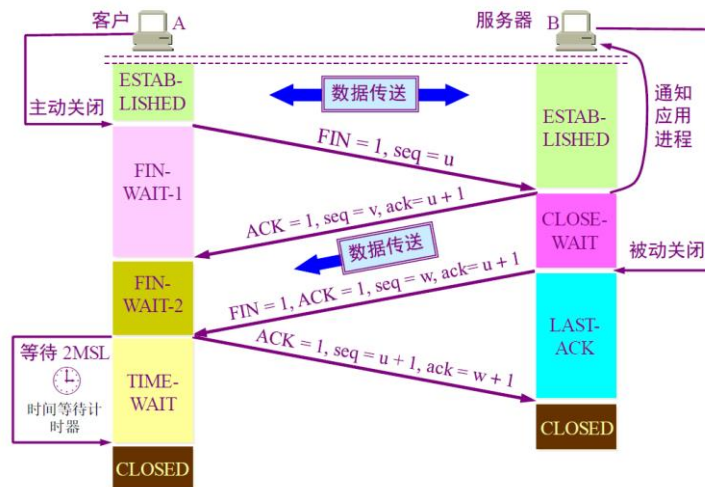 客户 A
服务器 B
ESTAB-
LISHED
数据传送
通知
应用
进程
主动关闭
ESTAB-
LISHED
FIN = 1, seq = u
FIN-
WAIT-1
ACK = 1, seq = v, ack= u + 1
CLOSE-
WAIT
数据传送
被动关闭
FIN-
WAIT-2
FIN = 1, ACK = 1, seq = w, ack= u + 1
LAST-
ACK
ACK = 1, seq = u + 1, ack = w + 1
等待 2MSL
TIME-
WAIT
时间等待计
时器
CLOSED
CLOSED